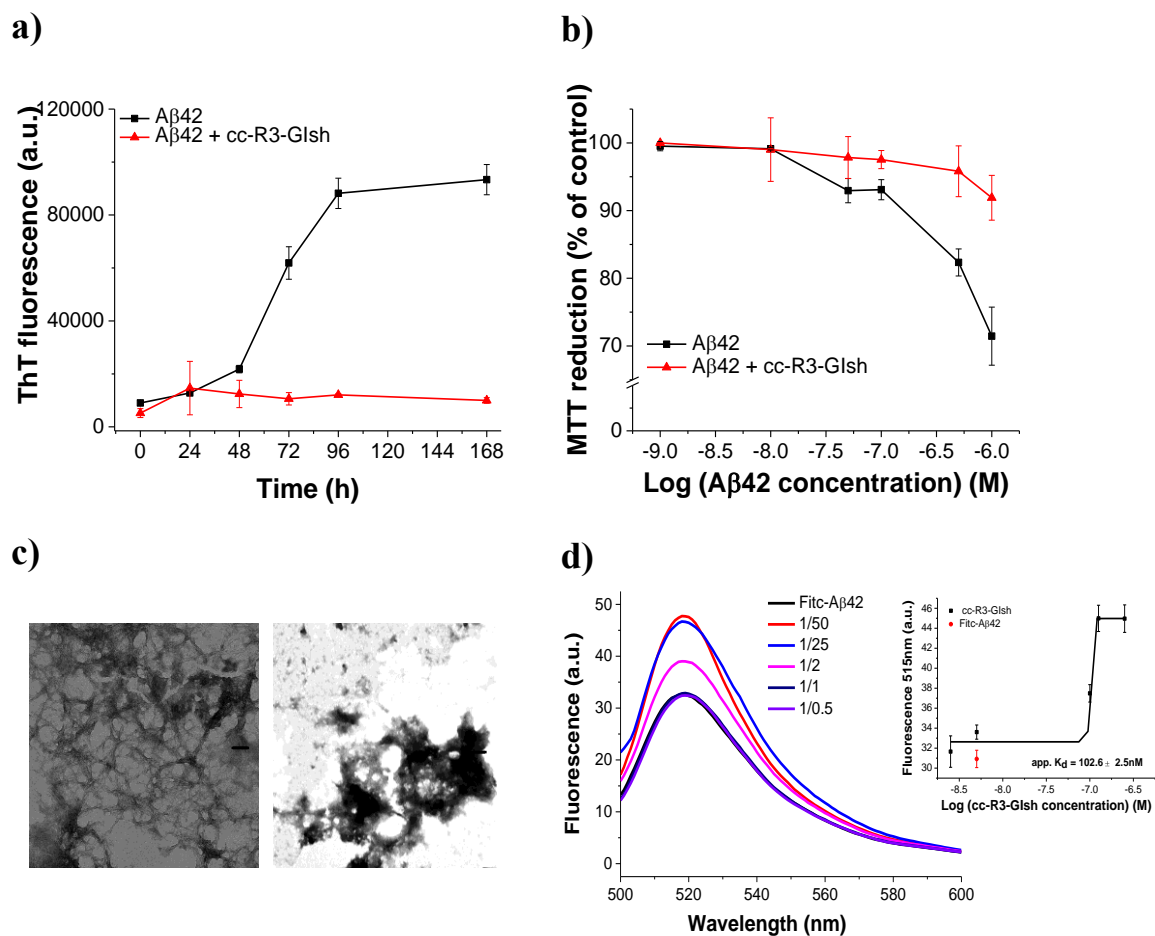 a)
ThT fluorescence (a.u.)
120000
80000
40000
0
Aβ42
Aβ42 + cc-R3-GIsh
0 24 48 72 96 120 144 168
Time (h)
b)
MTT reduction (% of control)
100
90
80
70
0
Aβ42
Aβ42 + cc-R3-GIsh
-9.0 -8.5 -8.0 -7.5 -7.0 -6.5 -6.0
Log (Aβ42 concentration) (M)
c)
d)
Fluorescence (a.u.)
50
40
30
20
10
0
Fitc-Aβ42
1/50
1/25
1/2
1/1
1/0.5
500 520 540 560 580 600
Wavelength (nm)
Fluorescence 515nm (a.u.)
46
44
42
40
38
36
34
32
30
cc-R3-GIsh
Fitc-Aβ42
app. Kd = 102.6 ± 2.5nM
-8.5 -8.0 -7.5 -7.0 -6.5
Log (cc-R3-GIsh concentration) (M)